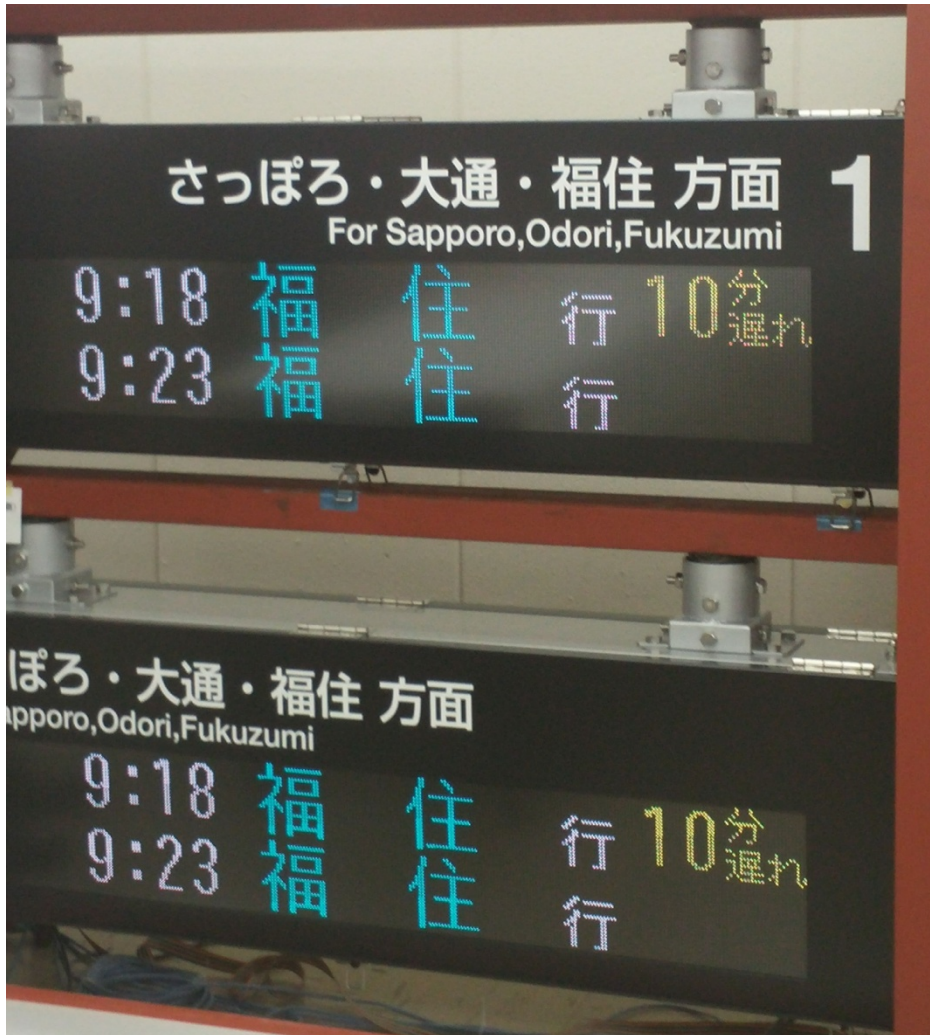 さっぽろ・大通・福住 方面 1
For Sapporo,Odori,Fukuzumi
9:18 福住行 10分遅れ
9:23 福住行
ぽろ・大通・福住 方面
apporo,Odori,Fukuzumi
9:18 福住行 10分遅れ
9:23 福住行